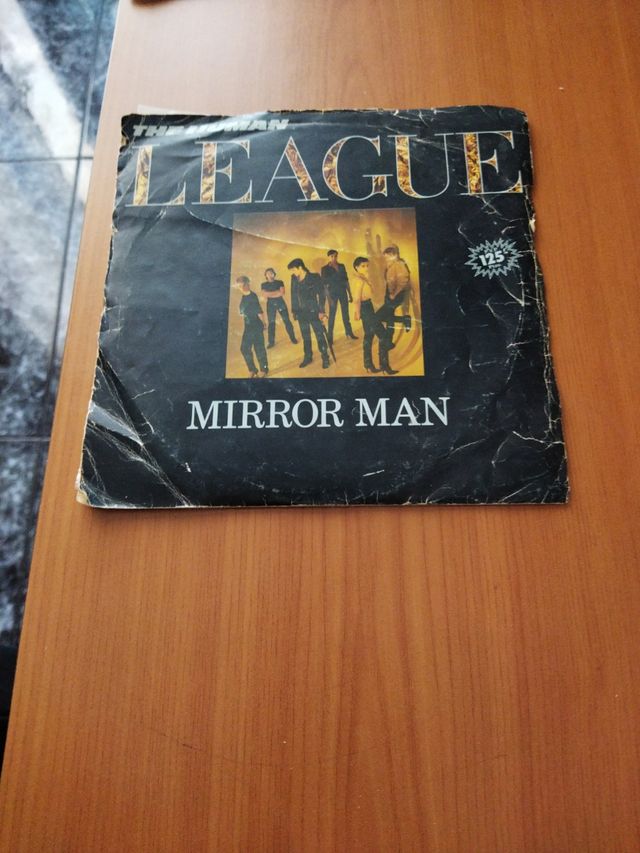 THE HUMAN
LEAGUE
125
MIRROR MAN